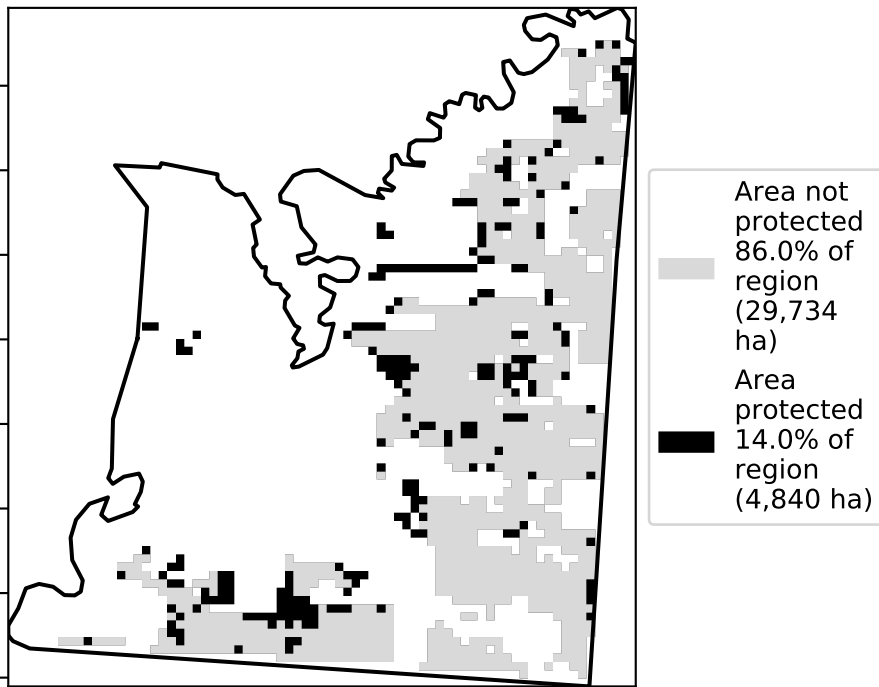 Area not
protected
86.0% of
region
(29,734
ha)
Area
protected
14.0% of
region
(4,840 ha)